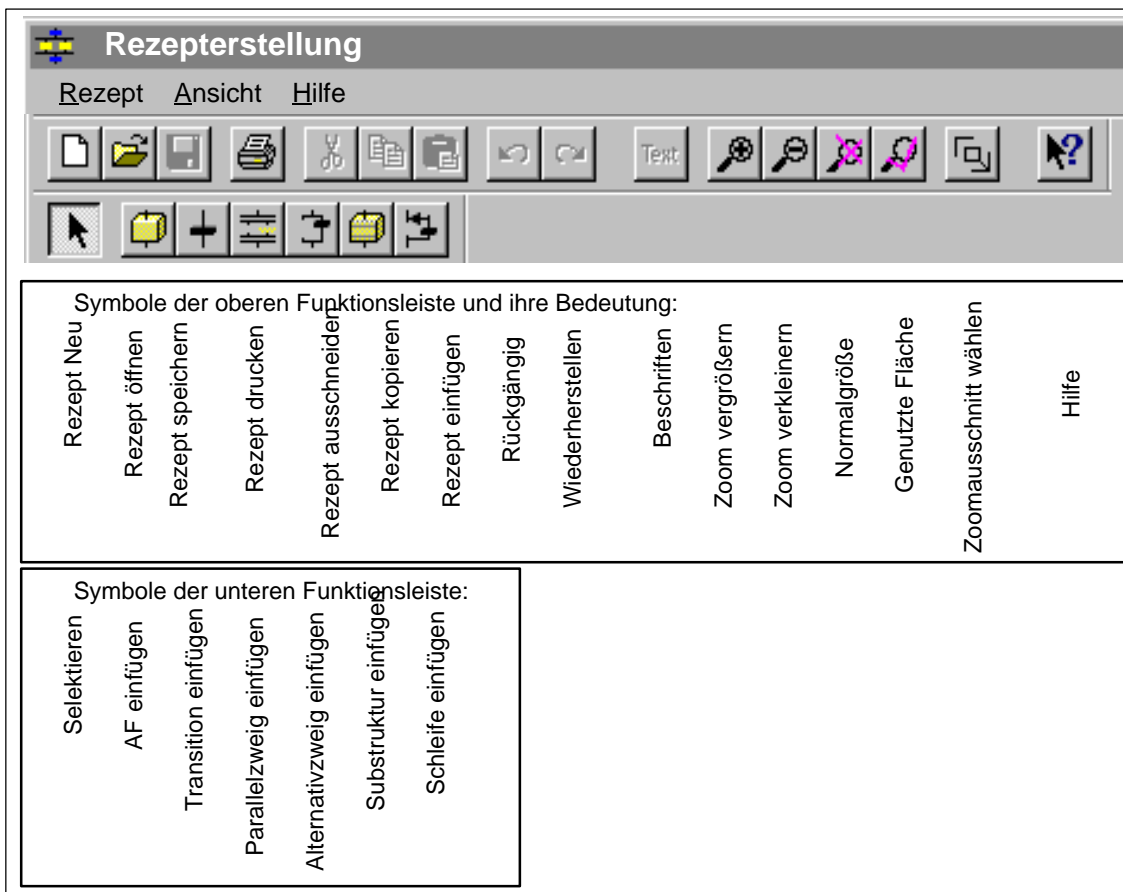 Rezepterstellung
Rezept Ansicht Hilfe
Text
Symbole der oberen Funktionsleiste und ihre Bedeutung:
Rezept Neu
Rezept öffnen
Rezept speichern
Rezept drucken
Rezept ausschneiden
Rezept kopieren
Rezept einfügen
Rückgängig
Wiederherstellen
Beschriften
Zoom vergrößern
Zoom verkleinern
Normalgröße
Genutzte Fläche
Zoomausschnitt wählen
Hilfe
Symbole der unteren Funktionsleiste:
Selektieren
AF einfügen
Transition einfügen
Parallelzweig einfügen
Alternativzweig einfügen
Substruktur einfügen
Schleife einfügen